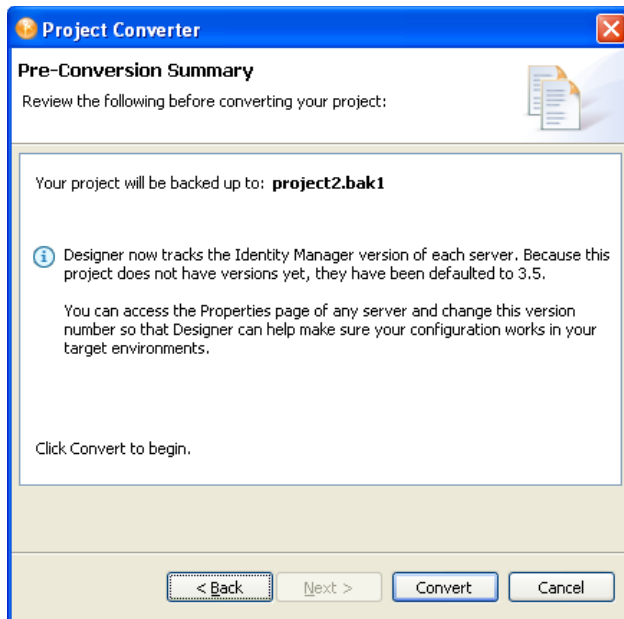 Project Converter
Pre-Conversion Summary
Review the following before converting your project:
Your project will be backed up to: project2.bak1
Designer now tracks the Identity Manager version of each server. Because this
project does not have versions yet, they have been defaulted to 3.5.
You can access the Properties page of any server and change this version
number so that Designer can help make sure your configuration works in your
target environments.
Click Convert to begin.
< Back
Next >
Convert
Cancel